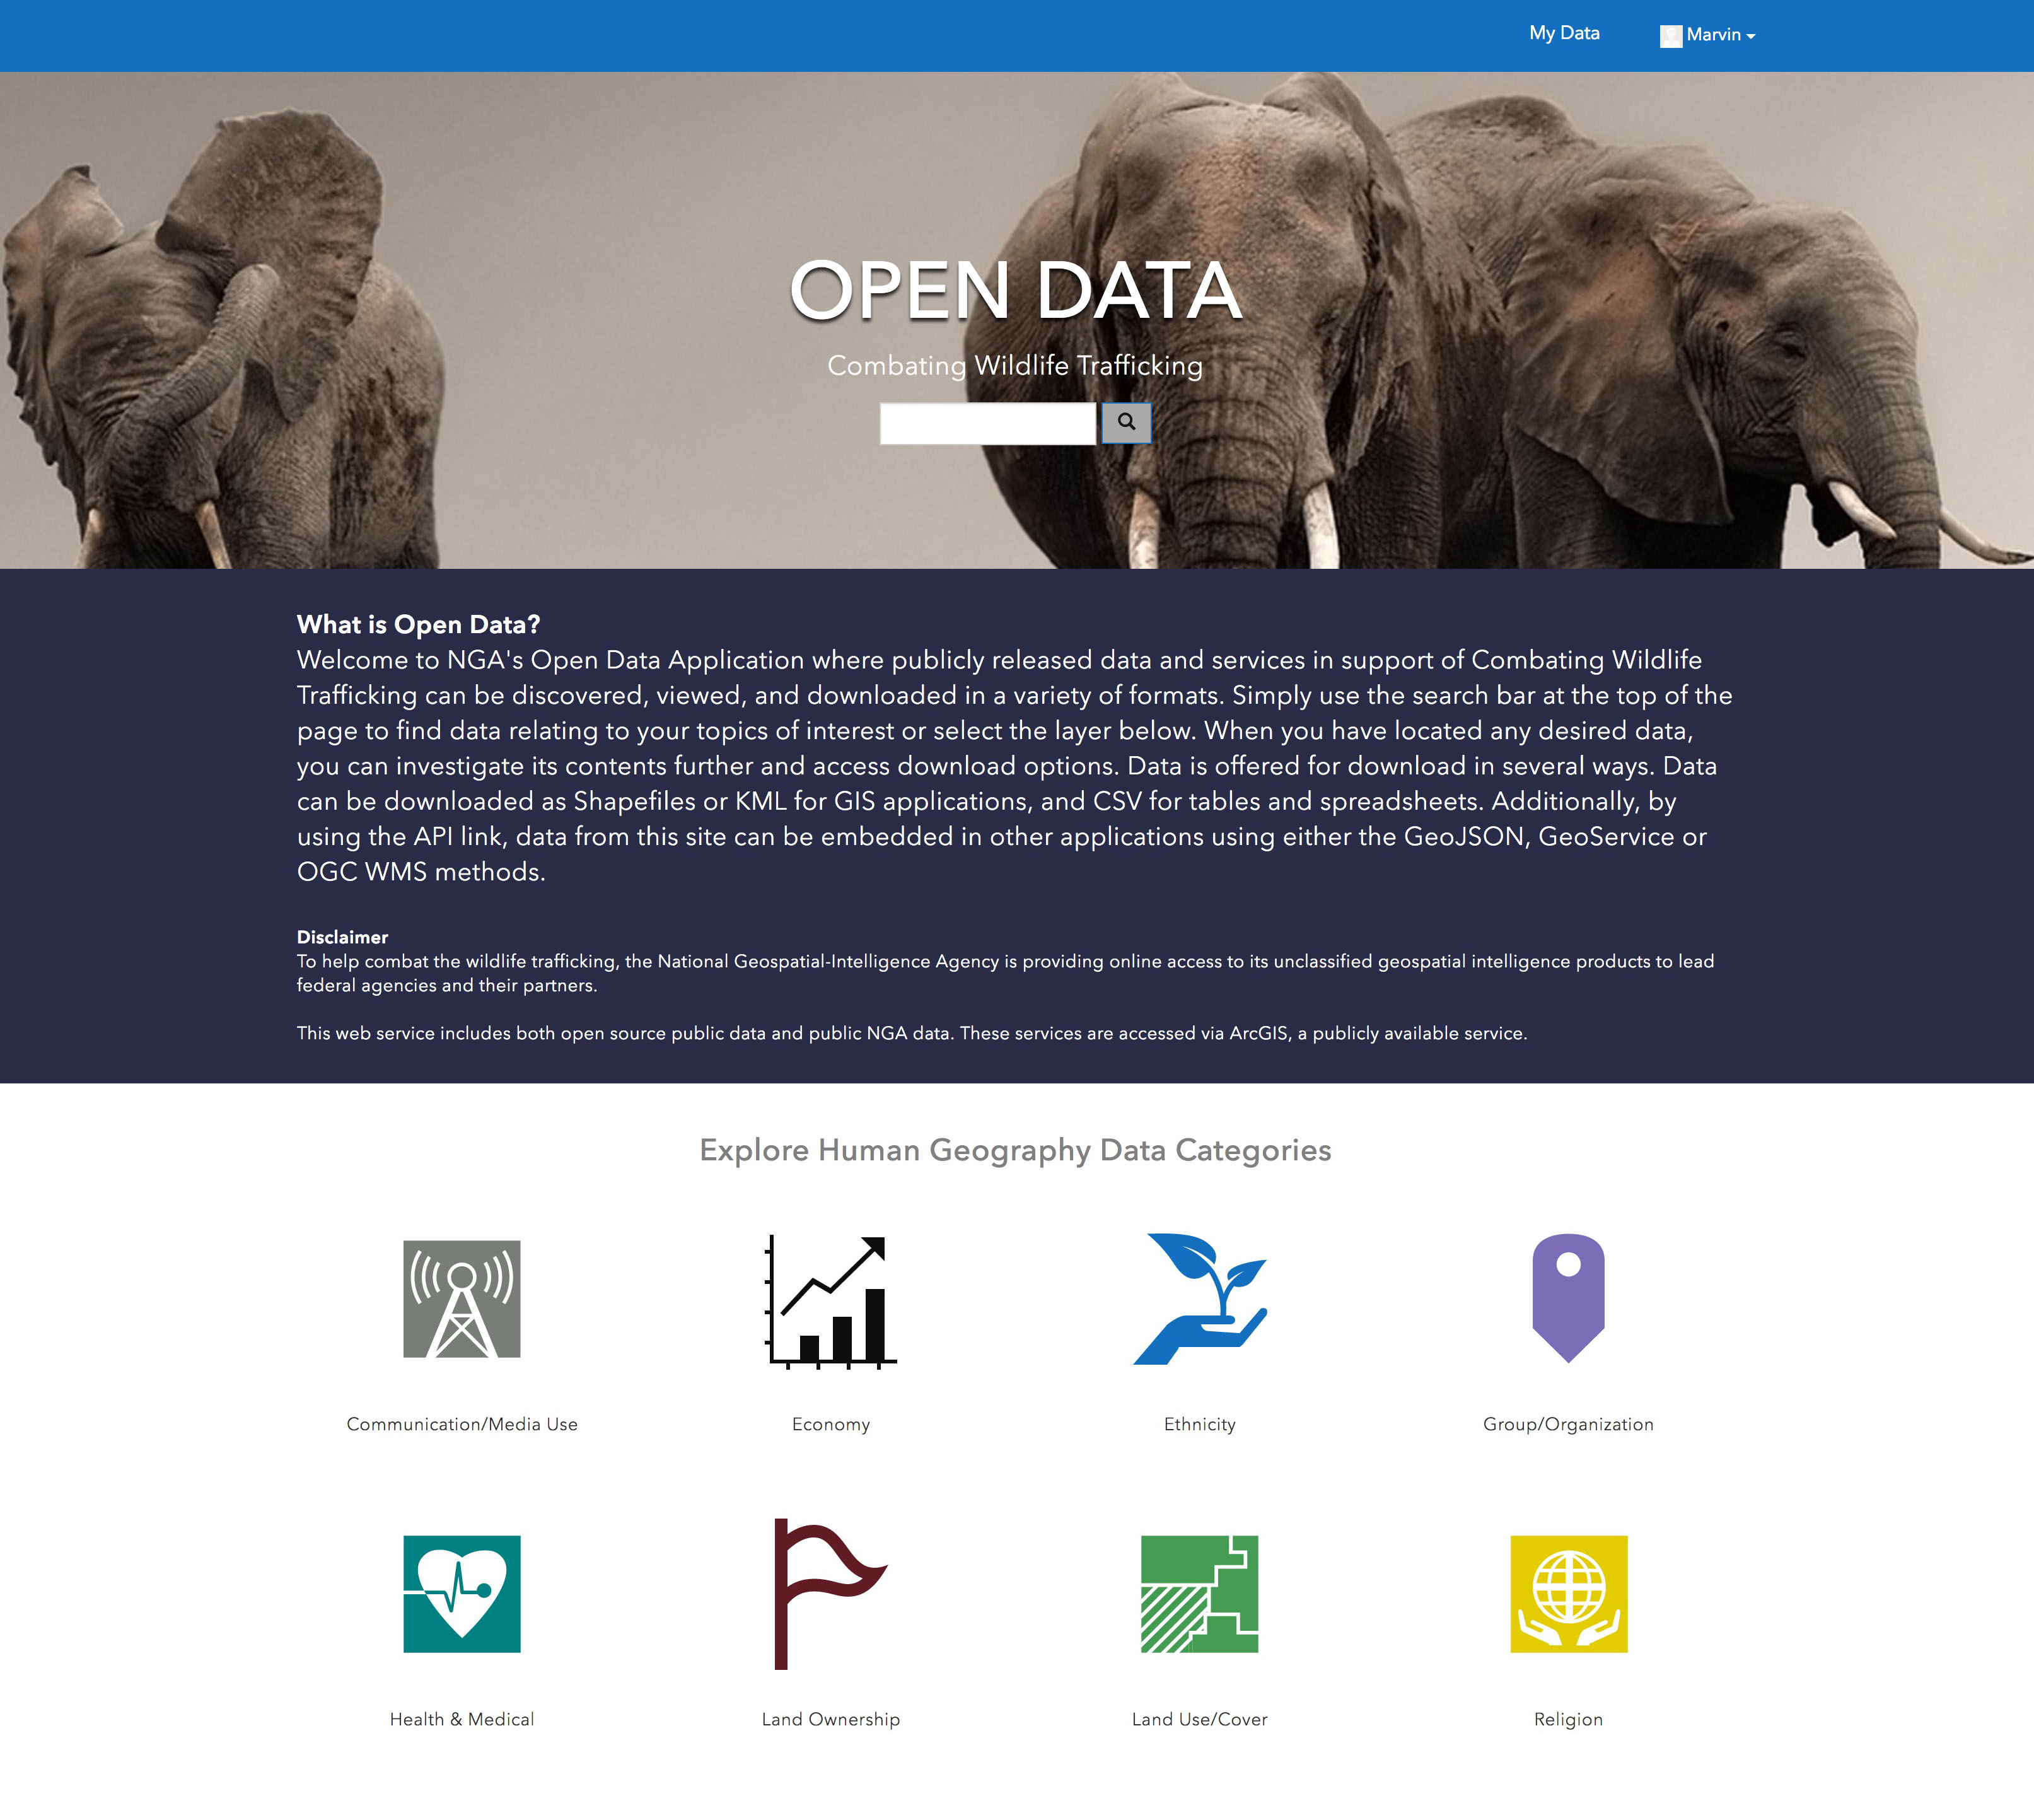 My Data
Marvin
OPEN DATA
Combating Wildlife Trafficking
What is Open Data?
Welcome to NGA's Open Data Application where publicly released data and services in support of Combating Wildlife
Trafficking can be discovered, viewed, and downloaded in a variety of formats. Simply use the search bar at the top of the
page to find data relating to your topics of interest or select the layer below. When you have located any desired data,
you can investigate its contents further and access download options. Data is offered for download in several ways. Data
can be downloaded as Shapefiles or KML for GIS applications, and CSV for tables and spreadsheets. Additionally, by
using the API link, data from this site can be embedded in other applications using either the GeoJSON, GeoService or
OGC WMS methods.
Disclaimer
To help combat the wildlife trafficking, the National Geospatial-Intelligence Agency is providing online access to its unclassified geospatial intelligence products to lead
federal agencies and their partners.
This web service includes both open source public data and public NGA data. These services are accessed via ArcGIS, a publicly available service.
Explore Human Geography Data Categories
Communication/Media Use
Economy
Ethnicity
Group/Organization
Health & Medical
Land Ownership
Land Use/Cover
Religion